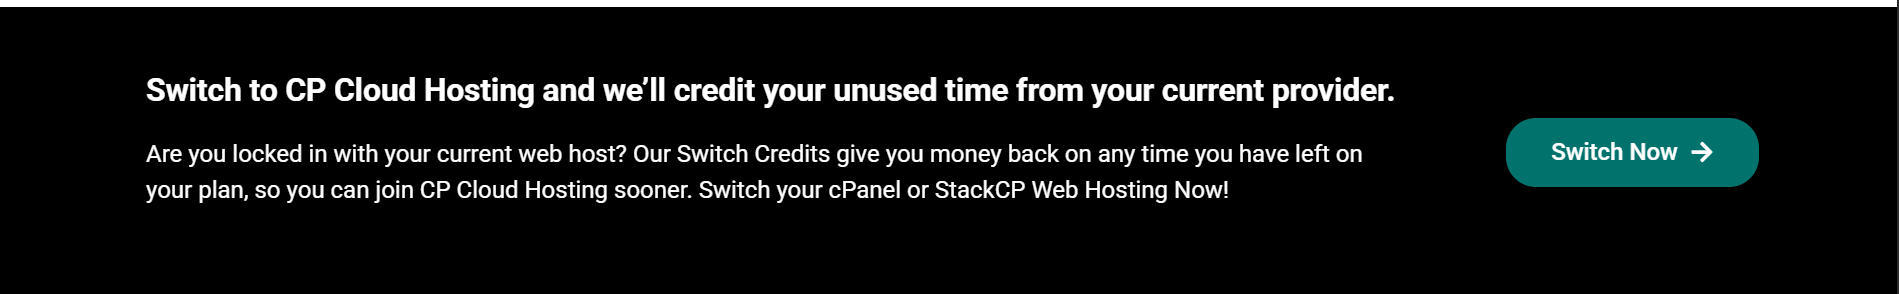 Switch to CP Cloud Hosting and we’ll credit your unused time from your current provider.
Are you locked in with your current web host? Our Switch Credits give you money back on any time you have left on
your plan, so you can join CP Cloud Hosting sooner. Switch your cPanel or StackCP Web Hosting Now!
Switch Now →